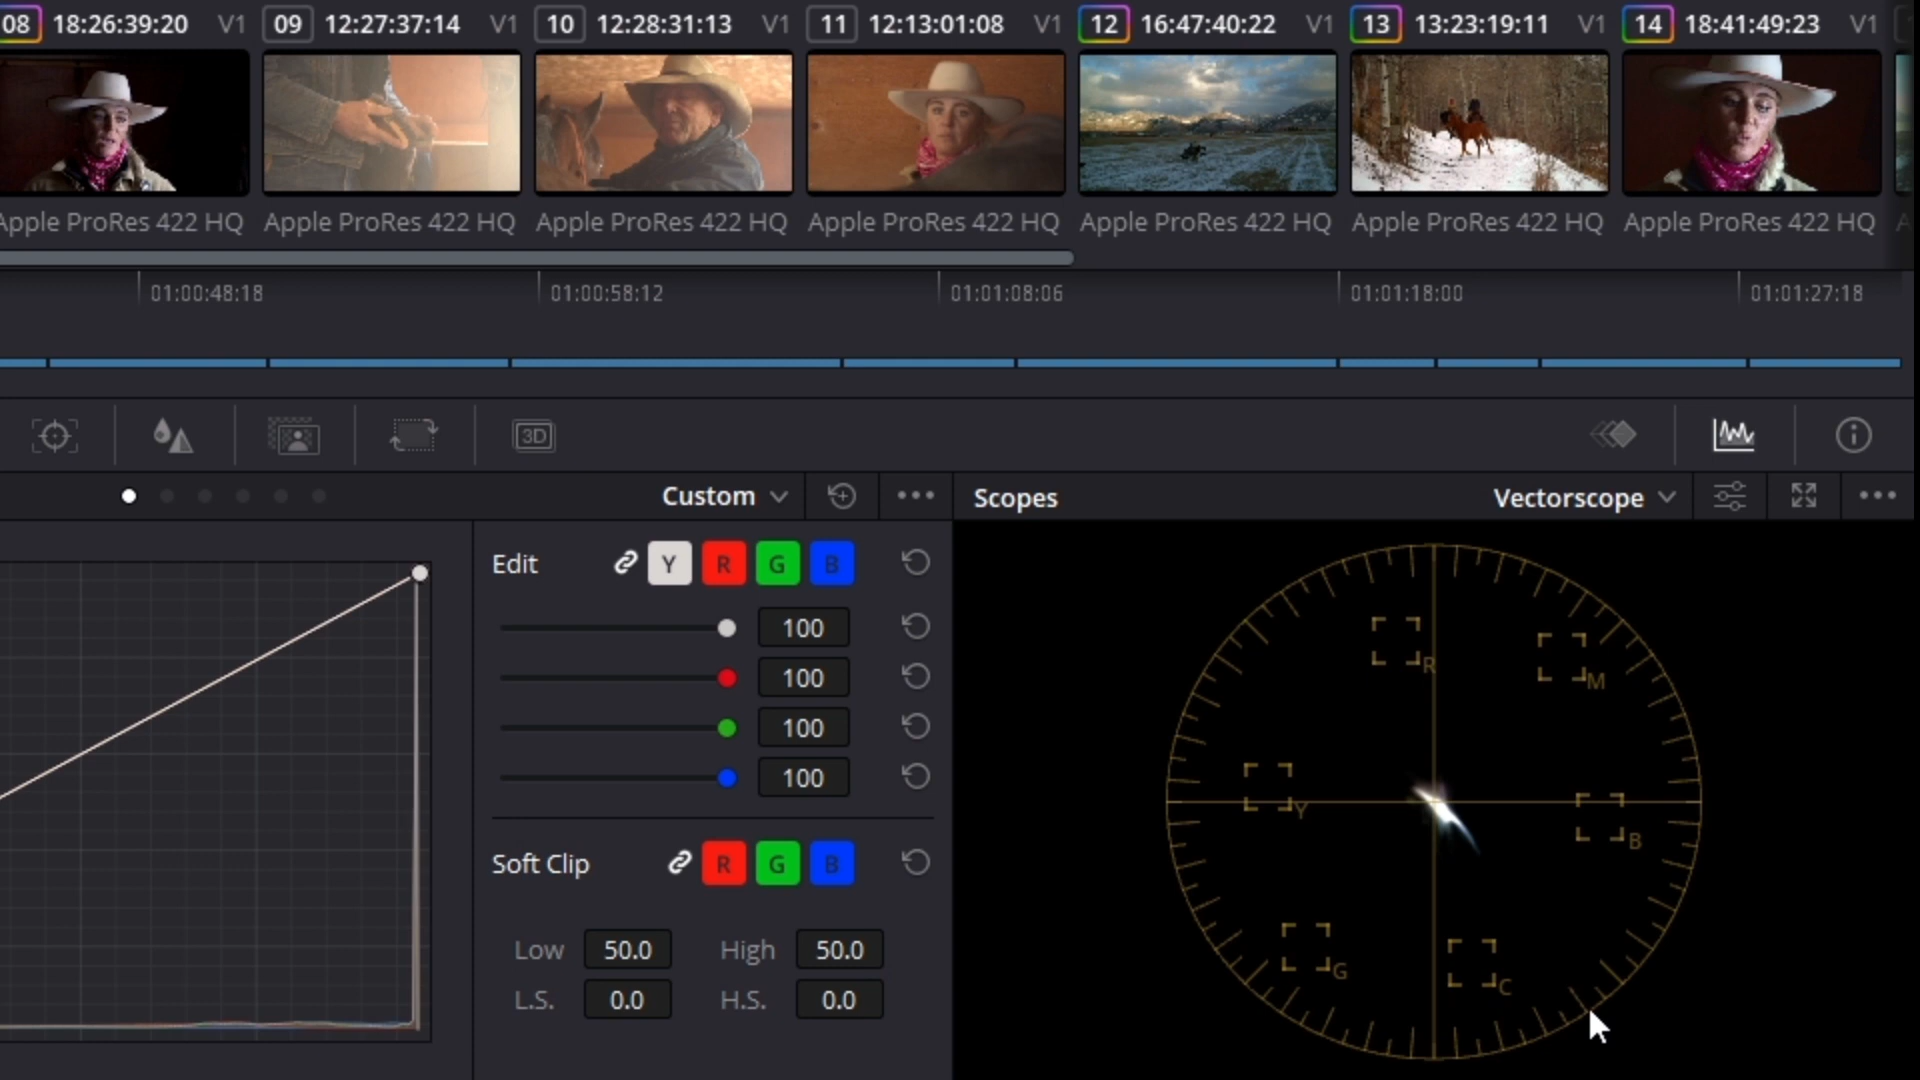 08 18:26:39:20 V1 09 12:27:37:14 V1 10 12:28:31:13 V1 11 12:13:01:08 V1 12 16:47:40:22 V1 13 13:23:19:11 V1 14 18:41:49:23 V1
Apple ProRes 422 HQ Apple ProRes 422 HQ Apple ProRes 422 HQ Apple ProRes 422 HQ Apple ProRes 422 HQ Apple ProRes 422 HQ Apple ProRes 422 HQ A
01:00:48:18 01:00:58:12 01:01:08:06 01:01:18:00 01:01:27:18
3D
Custom
Scopes Vectorscope
Edit Y R G B
100
100
100
100
Soft Clip R G B
Low 50.0 High 50.0
L.S. 0.0 H.S. 0.0
R
M
Y
B
G
C